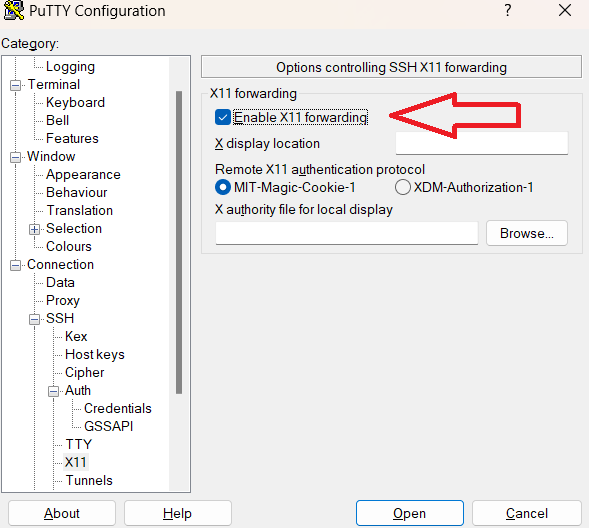 PuTTY Configuration
?
Category:
Logging
Terminal
Keyboard
Bell
Features
Window
Appearance
Behaviour
Translation
Selection
Colours
Connection
Data
Proxy
SSH
Kex
Host keys
Cipher
Auth
Credentials
GSSAPI
TTY
X11
Tunnels
Options controlling SSH X11 forwarding
X11 forwarding
Enable X11 forwarding
X display location
Remote X11 authentication protocol
MIT-Magic-Cookie-1 XDM-Authorization-1
X authority file for local display
Browse...
About Help Open Cancel